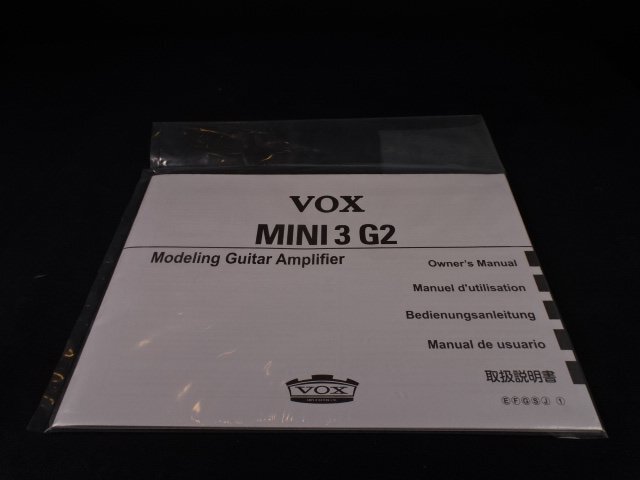 VOX
MINI 3 G2
Modeling Guitar Amplifier
Owner's Manual
Manuel d'utilisation
Bedienungsanleitung
Manual de usuario
取扱説明書
VOX
Ⓔ Ⓕ Ⓖ Ⓢ Ⓙ ①